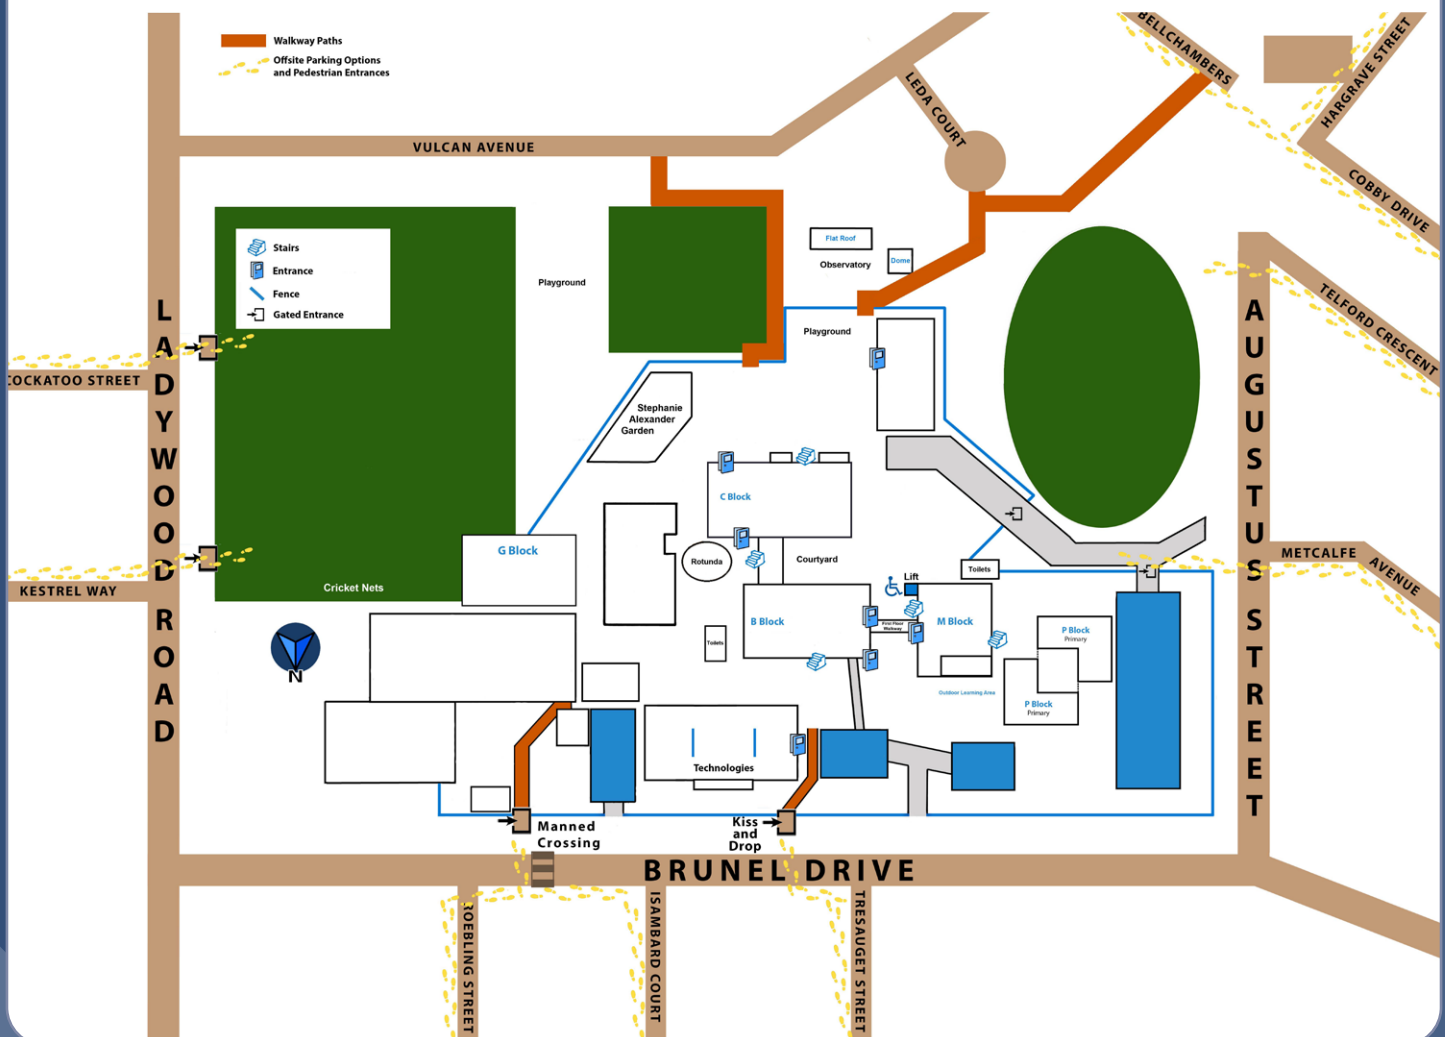 Walkway Paths
Offsite Parking Options
and Pedestrian Entrances
BELLCHAMBERS
HARGRAVE STREET
LEDA COURT
VULCAN AVENUE
COBBY DRIVE
Stairs
Entrance
Fence
Gated Entrance
Playground
Flat Roof
Observatory
Dome
Playground
TELFORD CRESCENT
LADYWOOD ROAD
AUGUSTUS STREET
COCKATOO STREET
Stephanie
Alexander
Garden
C Block
G Block
Rotunda
Courtyard
Toilets
METCALFE AVENUE
Cricket Nets
KESTREL WAY
Lift
B Block
First Floor
Walkway
M Block
P Block
Primary
Toilets
N
Outdoor Learning Area
P Block
Primary
Technologies
Manned
Crossing
Kiss
and
Drop
BRUNEL DRIVE
ROEBLING STREET
ISAMBARD COURT
TRESAUGET STREET